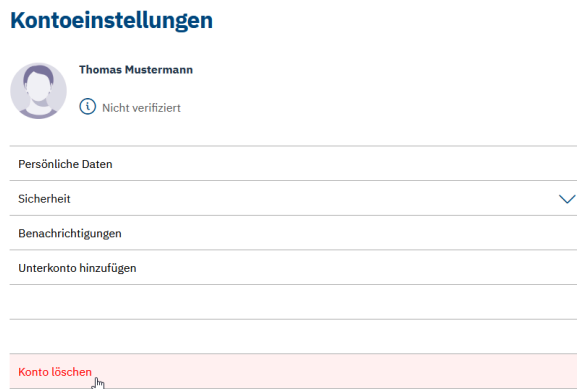 Kontoeinstellungen
Thomas Mustermann
Nicht verifiziert
Persönliche Daten
Sicherheit
Benachrichtigungen
Unterkonto hinzufügen
Konto löschen